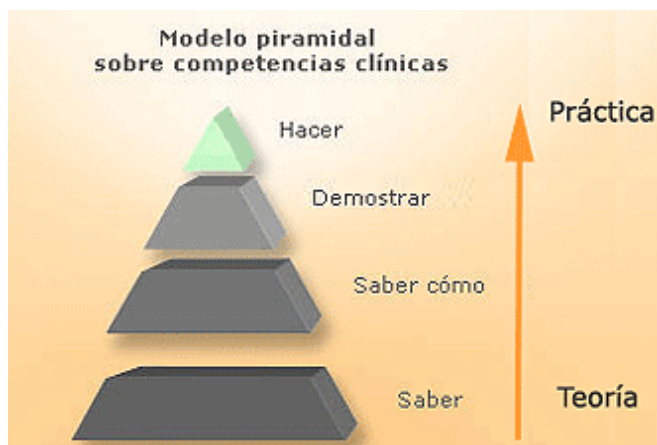 Modelo piramidal
sobre competencias clínicas
Práctica
Hacer
Demostrar
Saber cómo
Saber
Teoría